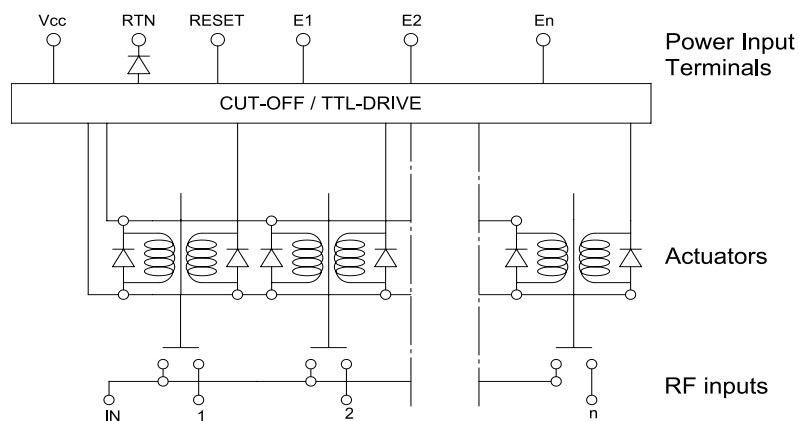 Vcc RTN RESET E1 E2 En
Power Input
Terminals
CUT-OFF / TTL-DRIVE
Actuators
RF inputs
IN 1 2 n